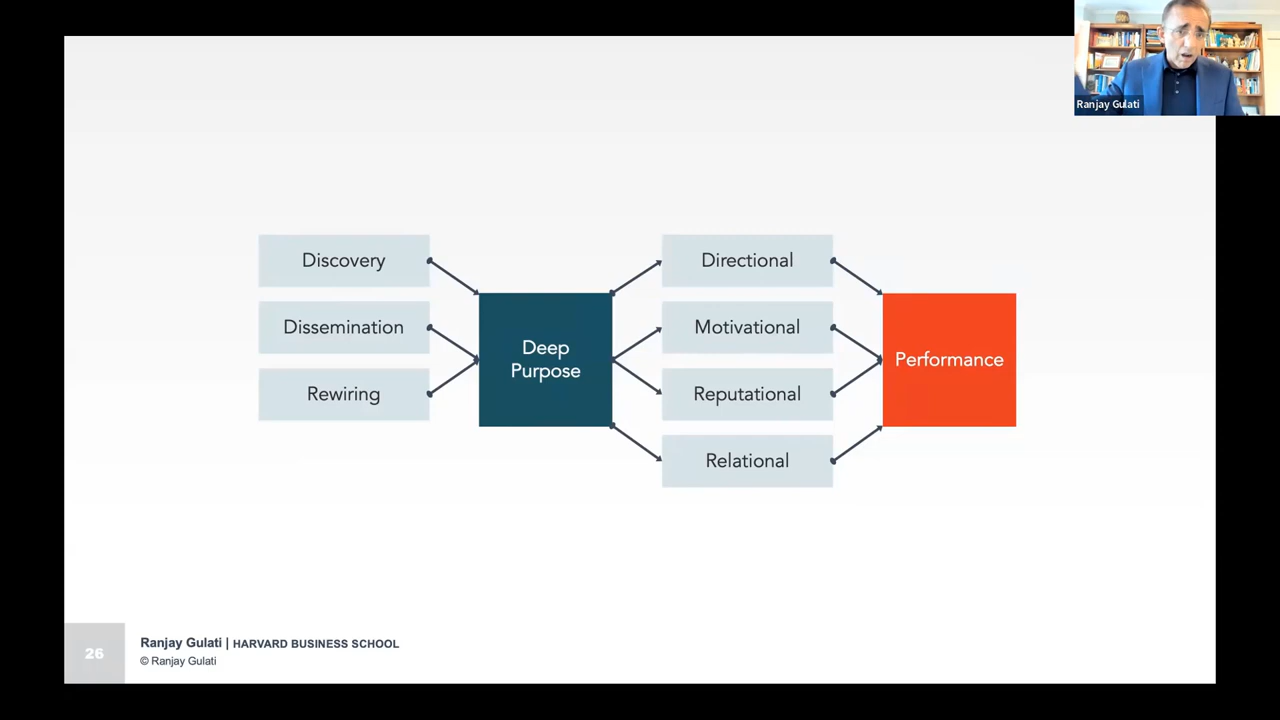 Ranjay Gulati
Discovery
Dissemination
Rewiring
Deep
Purpose
Directional
Motivational
Reputational
Relational
Performance
26
Ranjay Gulati | HARVARD BUSINESS SCHOOL
© Ranjay Gulati